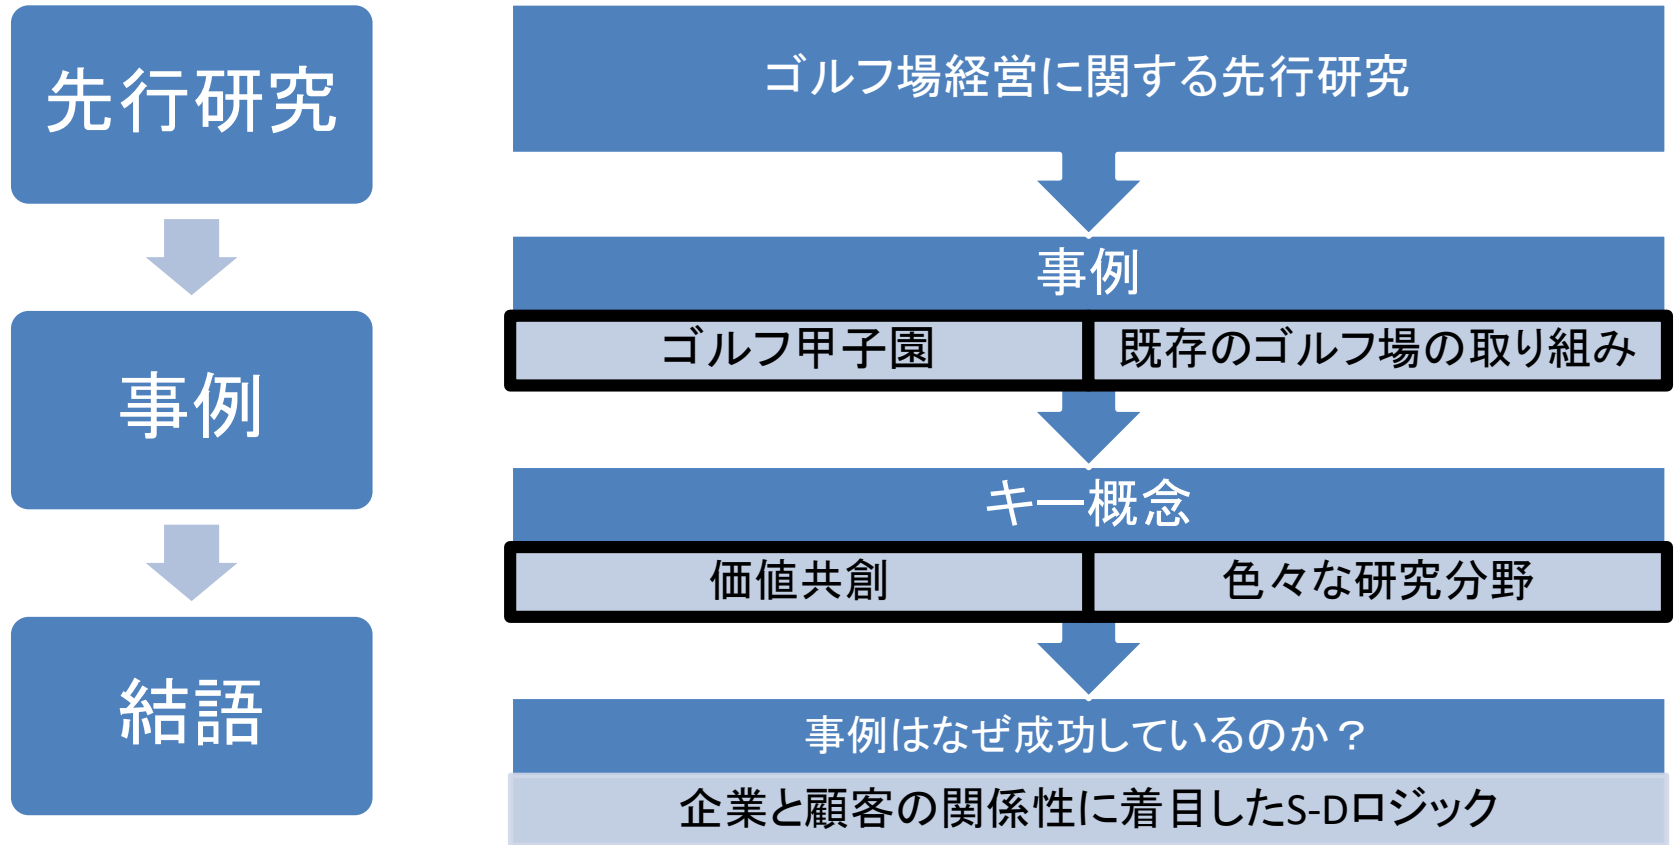 先行研究
事例
結語
ゴルフ場経営に関する先行研究
事例
ゴルフ甲子園
既存のゴルフ場の取り組み
キー概念
価値共創
色々な研究分野
事例はなぜ成功しているのか？
企業と顧客の関係性に着目したS-Dロジック